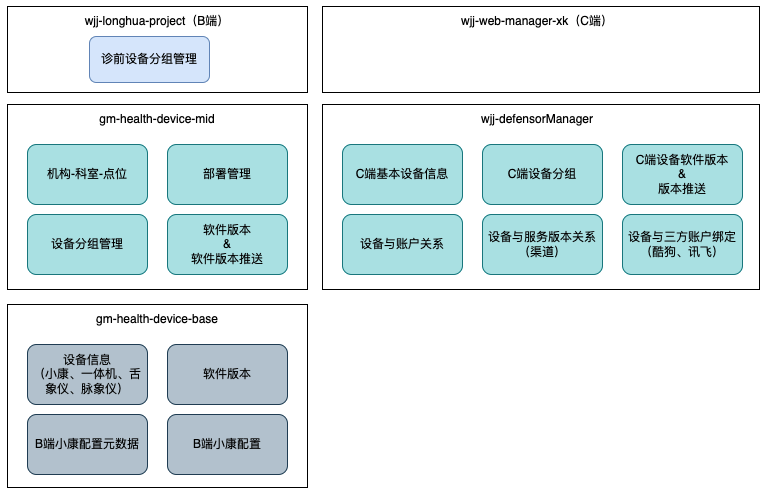 wjj-longhua-project（B端）
诊前设备分组管理
wjj-web-manager-xk（C端）
gm-health-device-mid
机构-科室-点位
部署管理
设备分组管理
软件版本
&
软件版本推送
wjj-defensorManager
C端基本设备信息
C端设备分组
C端设备软件版本
&
版本推送
设备与账户关系
设备与服务版本关系
（渠道）
设备与三方账户绑定
（酷狗、讯飞）
gm-health-device-base
设备信息
（小康、一体机、舌
象仪、脉象仪）
软件版本
B端小康配置元数据
B端小康配置